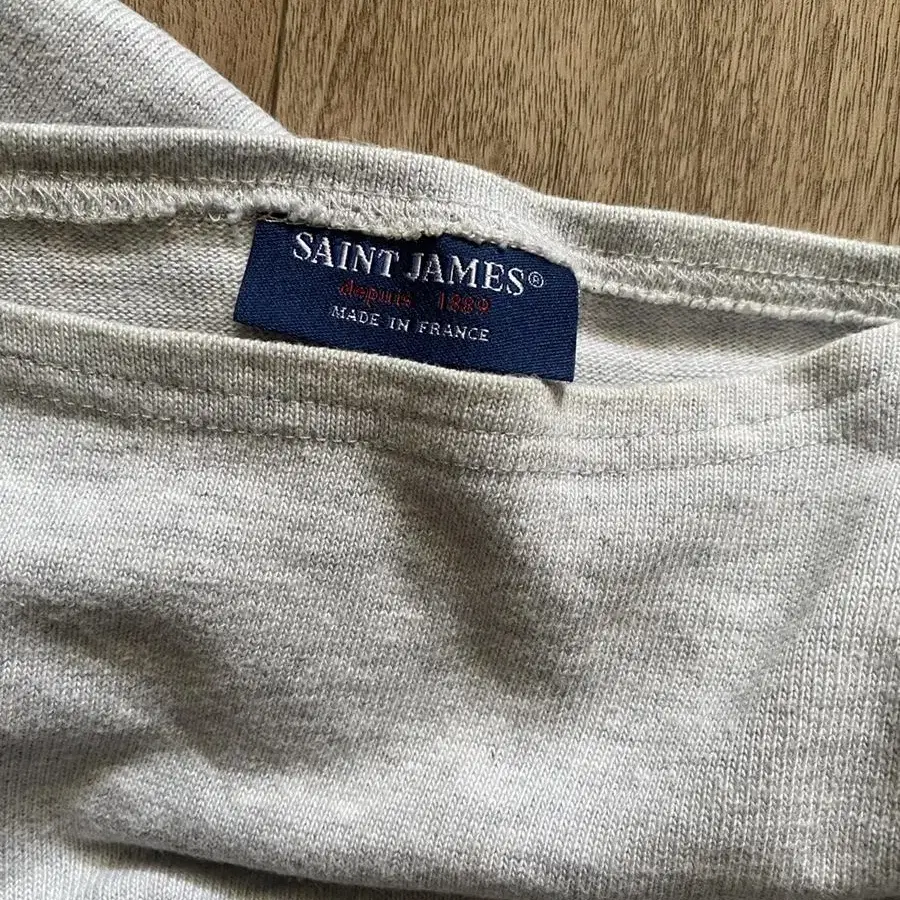 SAINT JAMES®
depuis 1889
MADE IN FRANCE